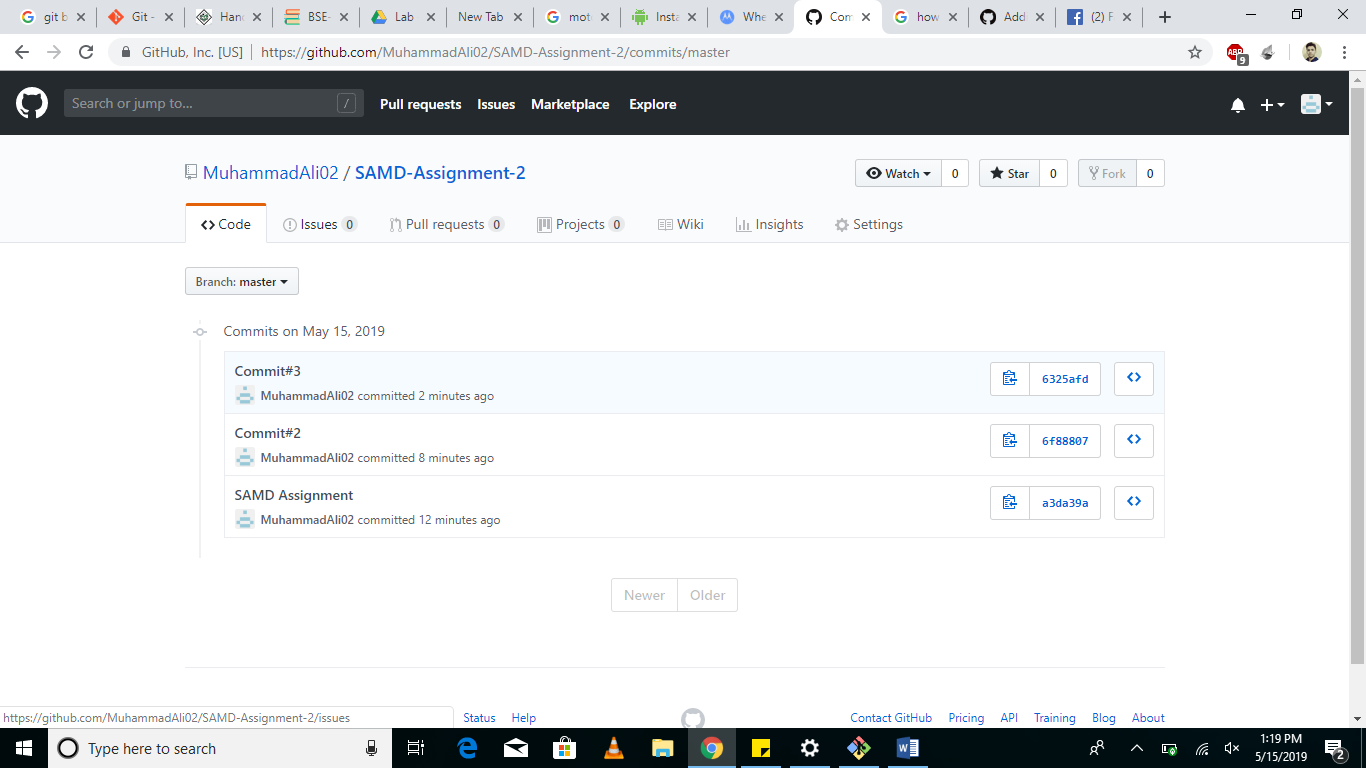 git b
Git -
Hand
BSE-
Lab
New Tab
mot
Insta
Whe
Com
how
Add
(2) F
GitHub, Inc. [US] | https://github.com/MuhammadAli02/SAMD-Assignment-2/commits/master
ABP
9
Search or jump to... /
Pull requests Issues Marketplace Explore
MuhammadAli02 / SAMD-Assignment-2
Watch 0 Star 0 Fork 0
Code Issues 0 Pull requests 0 Projects 0 Wiki Insights Settings
Branch: master
Commits on May 15, 2019
Commit#3
6325afd
MuhammadAli02 committed 2 minutes ago
Commit#2
6f88807
MuhammadAli02 committed 8 minutes ago
SAMD Assignment
a3da39a
MuhammadAli02 committed 12 minutes ago
Newer Older
https://github.com/MuhammadAli02/SAMD-Assignment-2/issues
Status Help Contact GitHub Pricing API Training Blog About
Type here to search
1:19 PM
5/15/2019
2